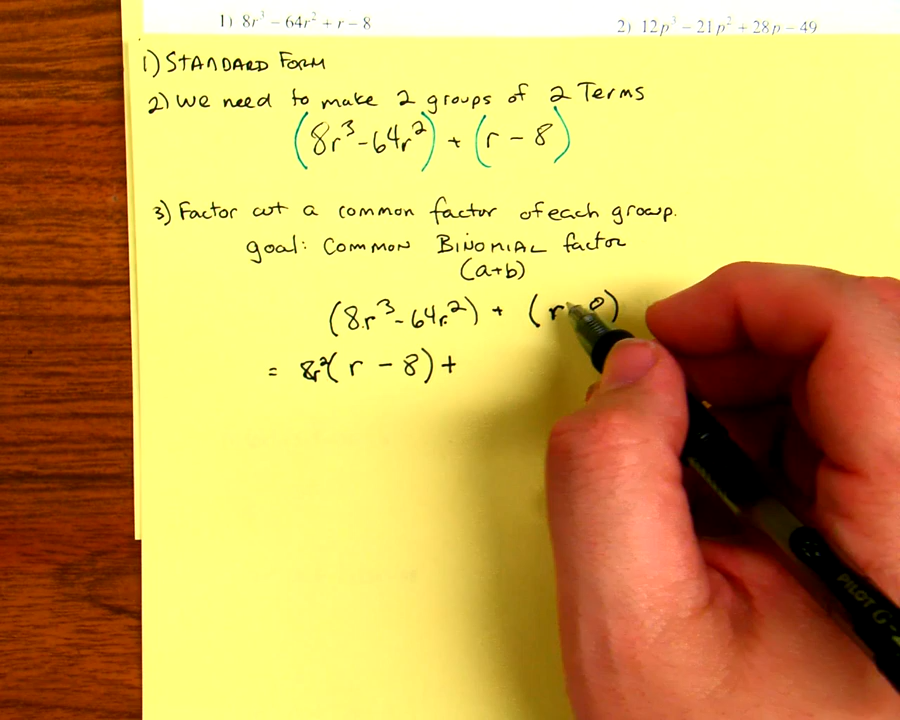 1) 8r³ − 64r² + r − 8
2) 12p³ − 21p² + 28p − 49
1) STANDARD FORM
2) We need to make 2 groups of 2 Terms
(8r³-64r²) + (r - 8)
3) Factor out a common factor of each group.
goal: COMMON BINOMIAL factor
(a+b)
(8r³-64r²) + (r 8)
= 8r²(r - 8) +
PILOT G-